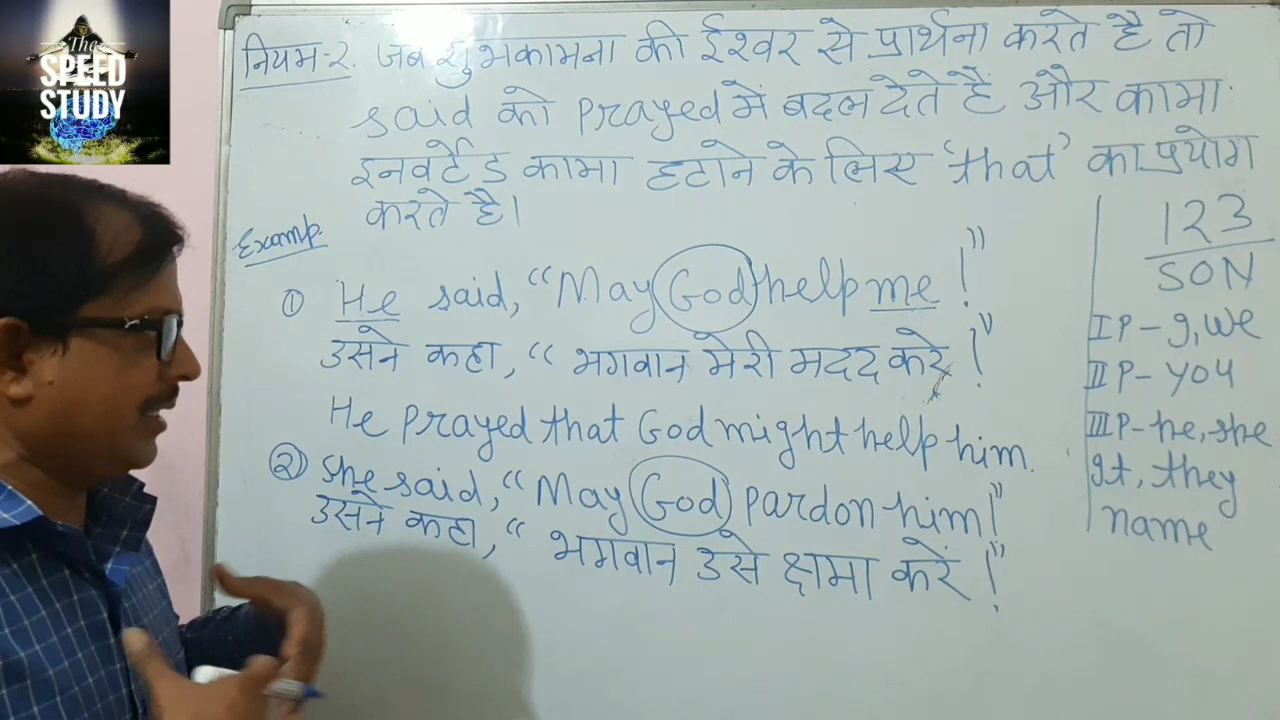 The
SPEED
STUDY
नियम-२. जब शुभकामना की ईश्वर से प्रार्थना करते है तो
said को Prayed में बदल देते हैं और कामा
इनवर्टेड कामा हटाने के लिए ‘that’ का प्रयोग
करते है।
Examp.
① He said, “May God help me!”
उसने कहा, “भगवान मेरी मदद करे!”
He prayed that God might help him.
② She said, “May God pardon him!”
उसने कहा, “भगवान उसे क्षमा करें!”
123
SON
I P - I, we
II P - you
III P - he, she
It, they
name